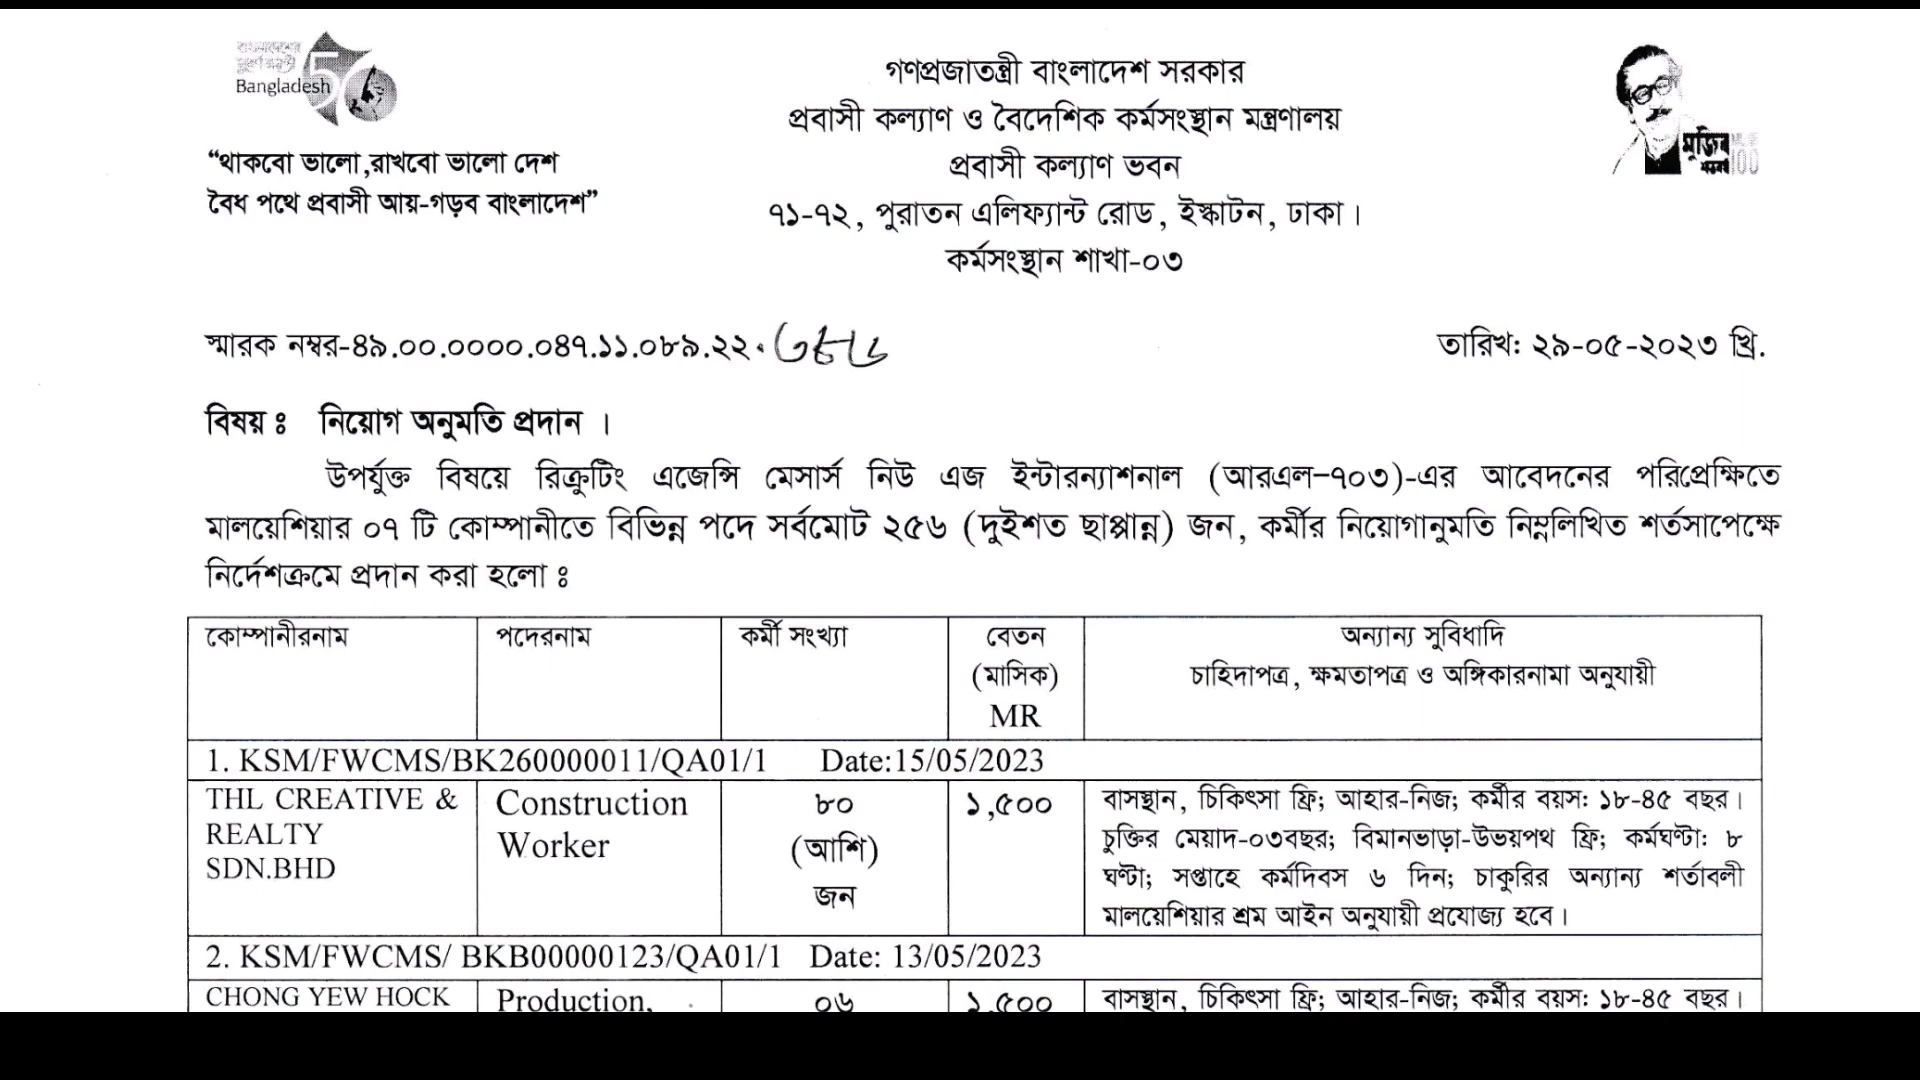 Bangladesh
গণপ্রজাতন্ত্রী বাংলাদেশ সরকার
প্রবাসী কল্যাণ ও বৈদেশিক কর্মসংস্থান মন্ত্রণালয়
প্রবাসী কল্যাণ ভবন
৭১-৭২, পুরাতন এলিফ্যান্ট রোড, ইস্কাটন, ঢাকা।
কর্মসংস্থান শাখা-০৩
“থাকবো ভালো,রাখবো ভালো দেশ
বৈধ পথে প্রবাসী আয়-গড়ব বাংলাদেশ”
মুজিব
100
স্মারক নম্বর-৪৯.০০.০০০০.০৪৭.১১.০৮৯.২২. তারিখ: ২৯-০৫-২০২৩ খ্রি.
বিষয় ঃ নিয়োগ অনুমতি প্রদান ।
উপর্যুক্ত বিষয়ে রিক্রুটিং এজেন্সি মেসার্স নিউ এজ ইন্টারন্যাশনাল (আরএল-৭০৩)-এর আবেদনের পরিপ্রেক্ষিতে
মালয়েশিয়ার ০৭ টি কোম্পানীতে বিভিন্ন পদে সর্বমোট ২৫৬ (দুইশত ছাপ্পান্ন) জন, কর্মীর নিয়োগানুমতি নিম্নলিখিত শর্তসাপেক্ষে
নির্দেশক্রমে প্রদান করা হলো ঃ
কোম্পানীরনাম
পদেরনাম
কর্মী সংখ্যা
বেতন
(মাসিক)
MR
অন্যান্য সুবিধাদি
চাহিদাপত্র, ক্ষমতাপত্র ও অঙ্গিকারনামা অনুযায়ী
1. KSM/FWCMS/BK260000011/QA01/1 Date:15/05/2023
THL CREATIVE &
REALTY
SDN.BHD
Construction
Worker
৮০
(আশি)
জন
১,৫০০
বাসস্থান, চিকিৎসা ফ্রি; আহার-নিজ; কর্মীর বয়স: ১৮-৪৫ বছর।
চুক্তির মেয়াদ-০৩বছর; বিমানভাড়া-উভয়পথ ফ্রি; কর্মঘণ্টা: ৮
ঘণ্টা; সপ্তাহে কর্মদিবস ৬ দিন; চাকুরির অন্যান্য শর্তাবলী
মালয়েশিয়ার শ্রম আইন অনুযায়ী প্রযোজ্য হবে।
2. KSM/FWCMS/ BKB00000123/QA01/1 Date: 13/05/2023
CHONG YEW HOCK
Production,
০৬
১,৫০০
বাসস্থান, চিকিৎসা ফ্রি; আহার-নিজ; কর্মীর বয়স: ১৮-৪৫ বছর।